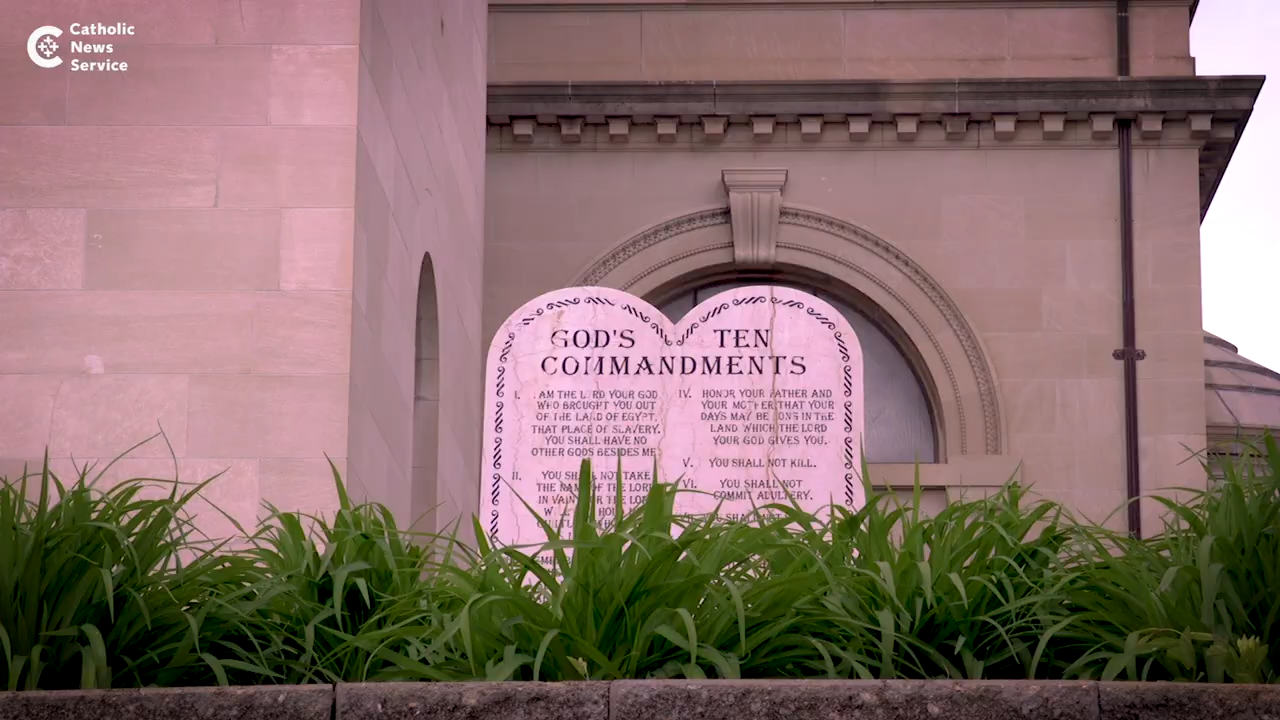 Catholic
News
Service
GOD'S TEN
COMMANDMENTS
I. I AM THE LORD YOUR GOD
WHO BROUGHT YOU OUT
OF THE LAND OF EGYPT,
THAT PLACE OF SLAVERY.
YOU SHALL HAVE NO
OTHER GODS BESIDES ME
II. YOU SHALL NOT TAKE
THE NAME OF THE LORD
IN VAIN FOR THE LORD
IV. HONOR YOUR FATHER AND
YOUR MOTHER THAT YOUR
DAYS MAY BE LONG IN THE
LAND WHICH THE LORD
YOUR GOD GIVES YOU.
V. YOU SHALL NOT KILL.
VI. YOU SHALL NOT
COMMIT ADULTERY.